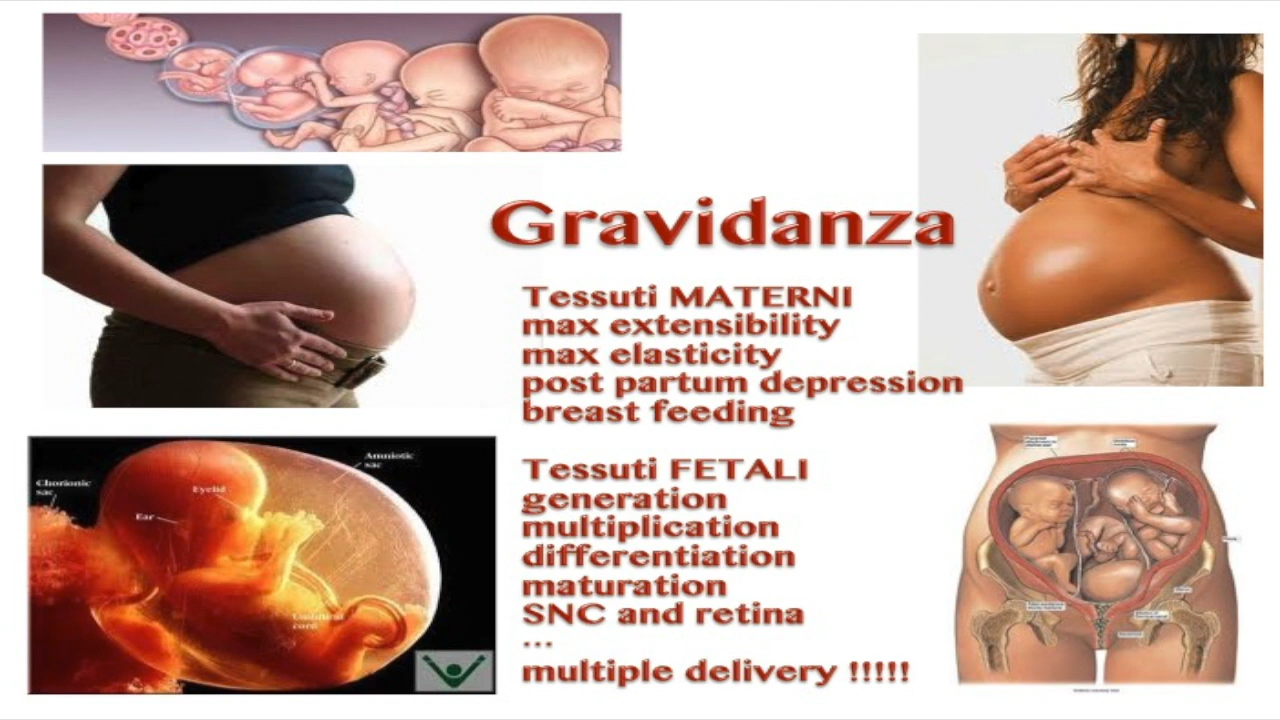 Gravidanza
Tessuti MATERNI
max extensibility
max elasticity
post partum depression
breast feeding
Tessuti FETALI
generation
multiplication
differentiation
maturation
SNC and retina
...
multiple delivery !!!!!
Chorionic
sac
Amniotic
sac
Eyelid
Ear
Umbilical
cord